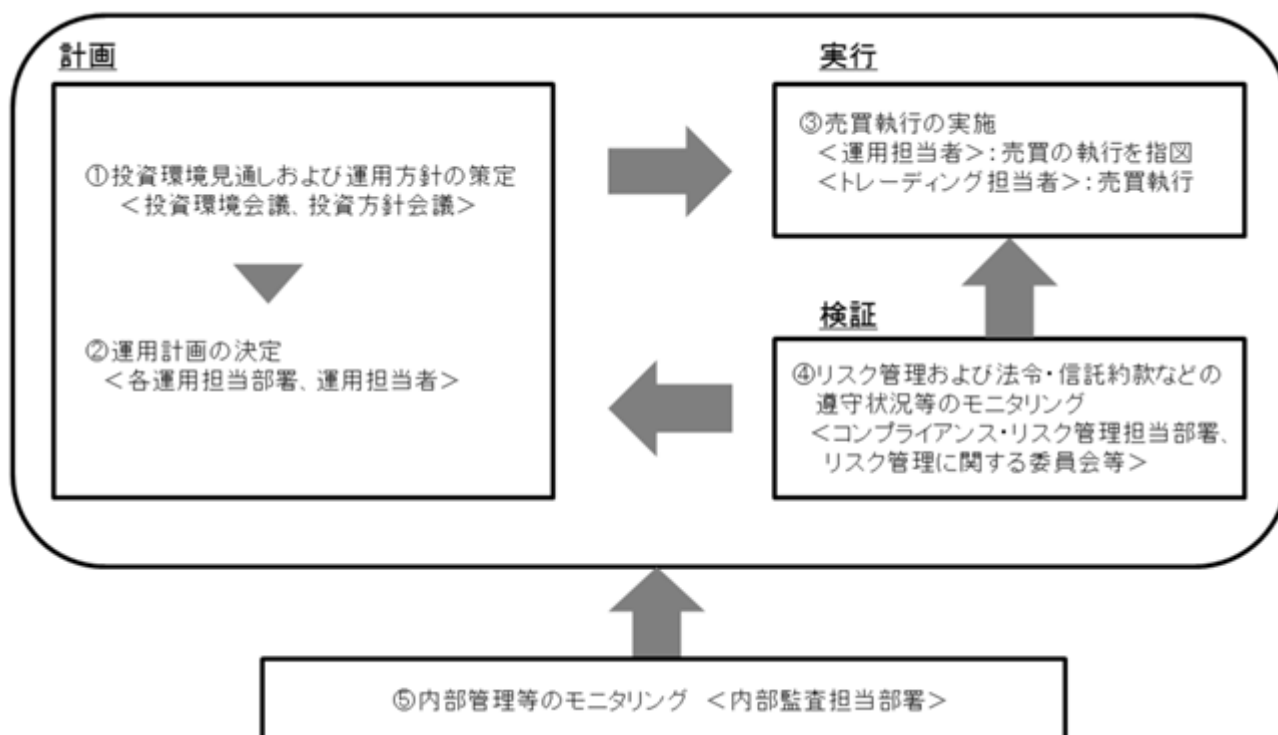 計画
①投資環境見通しおよび運用方針の策定
＜投資環境会議、投資方針会議＞
②運用計画の決定
＜各運用担当部署、運用担当者＞
実行
③売買執行の実施
＜運用担当者＞：売買の執行を指図
＜トレーディング担当者＞：売買執行
検証
④リスク管理および法令・信託約款などの
遵守状況等のモニタリング
＜コンプライアンス・リスク管理担当部署、
リスク管理に関する委員会等＞
⑤内部管理等のモニタリング ＜内部監査担当部署＞